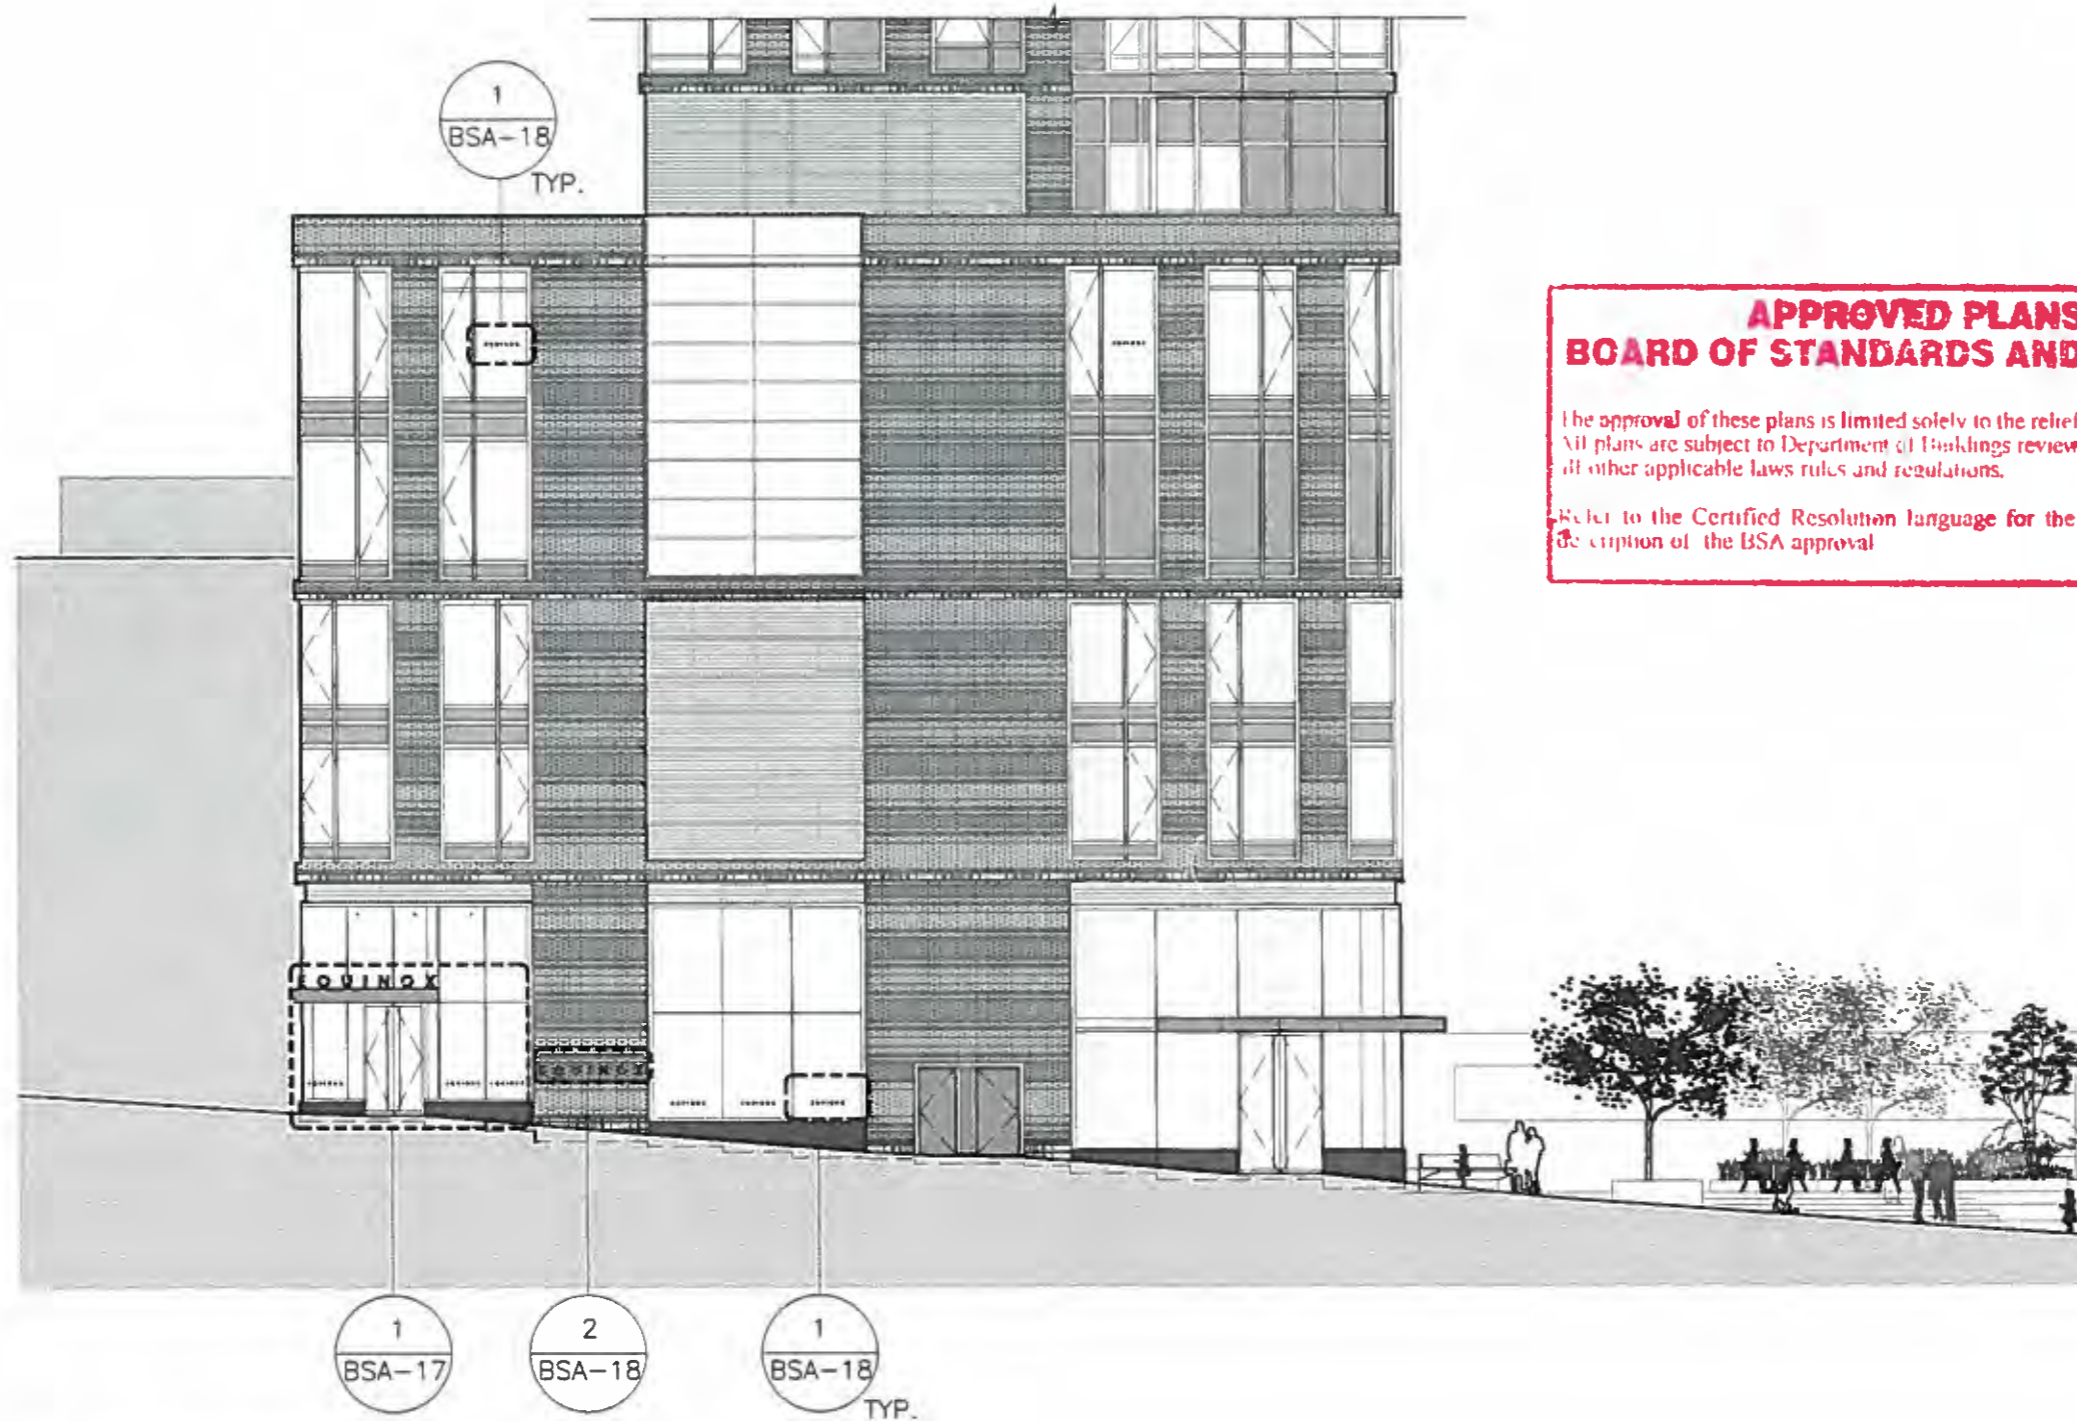 1
BSA-18
TYP.
APPROVED PLANS
BOARD OF STANDARDS AND
The approval of these plans is limited solely to the relief
All plans are subject to Department of Buildings review
all other applicable laws rules and regulations.
Refer to the Certified Resolution language for the
description of the BSA approval
EQUINOX
EQUINOX
1
BSA-17
2
BSA-18
1
BSA-18
TYP.